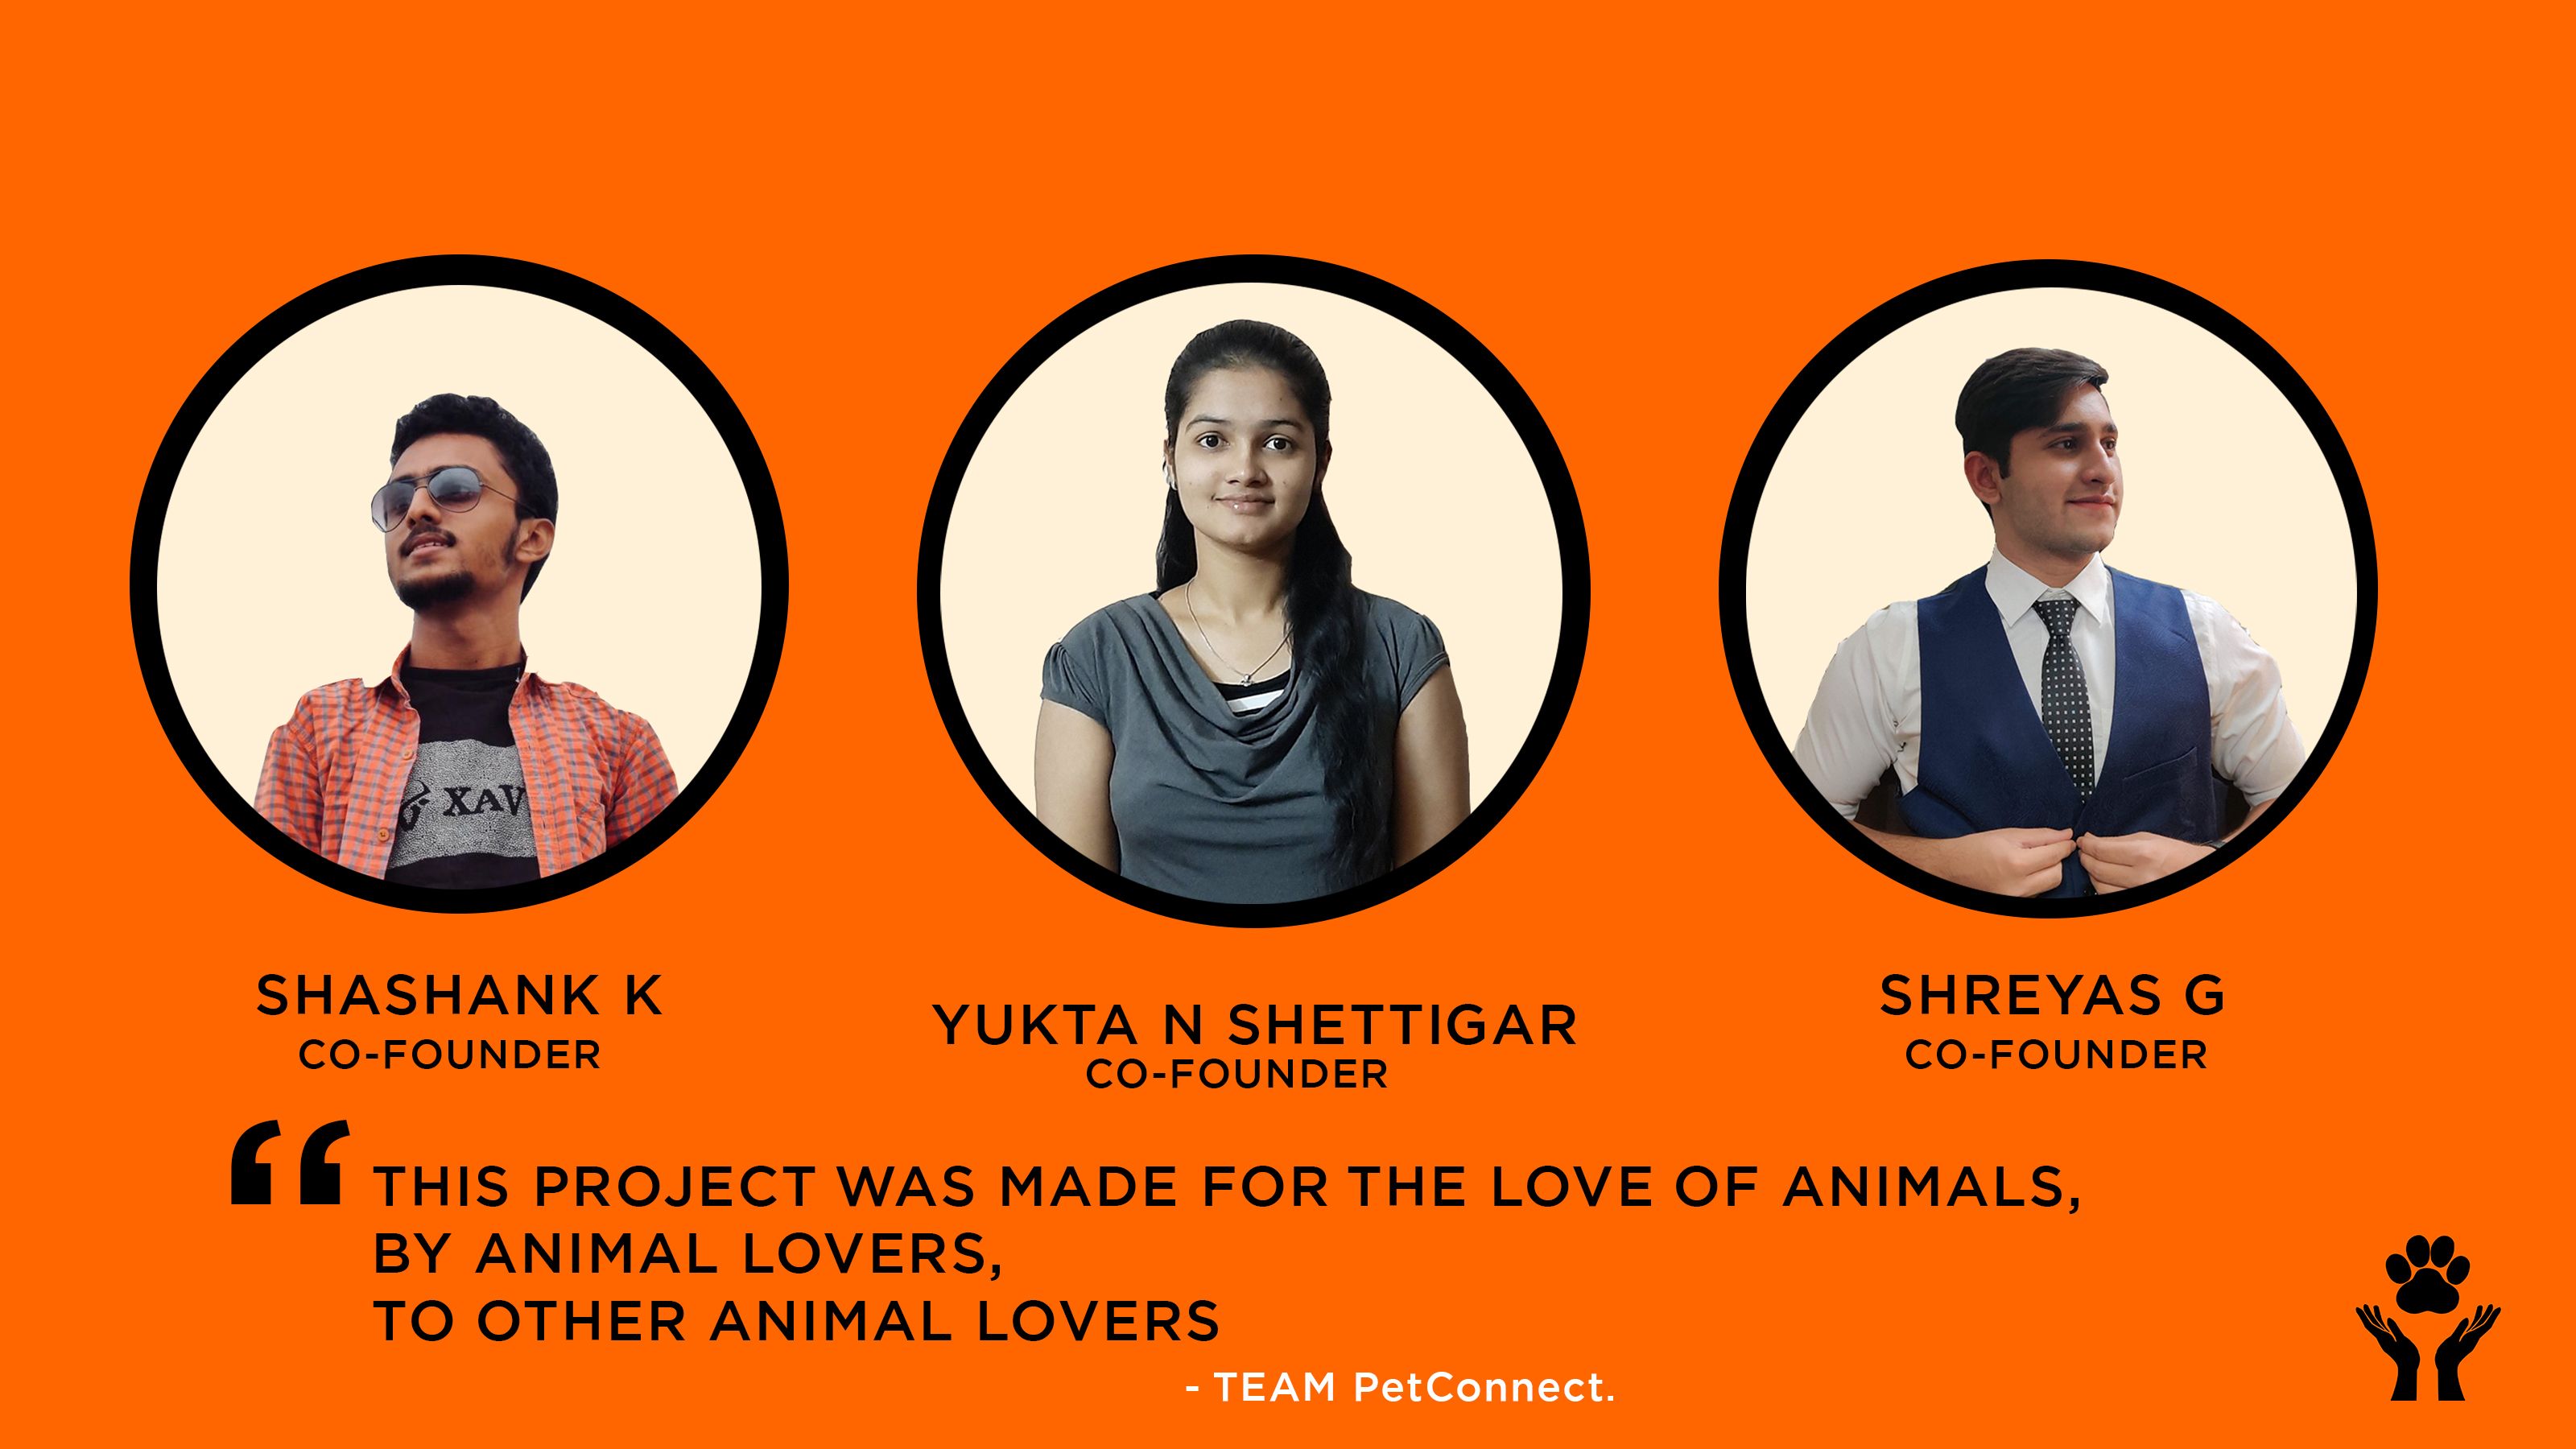 XAV
SHASHANK K
CO-FOUNDER
YUKTA N SHETTIGAR
CO-FOUNDER
SHREYAS G
CO-FOUNDER
“ THIS PROJECT WAS MADE FOR THE LOVE OF ANIMALS,
BY ANIMAL LOVERS,
TO OTHER ANIMAL LOVERS
- TEAM PetConnect.